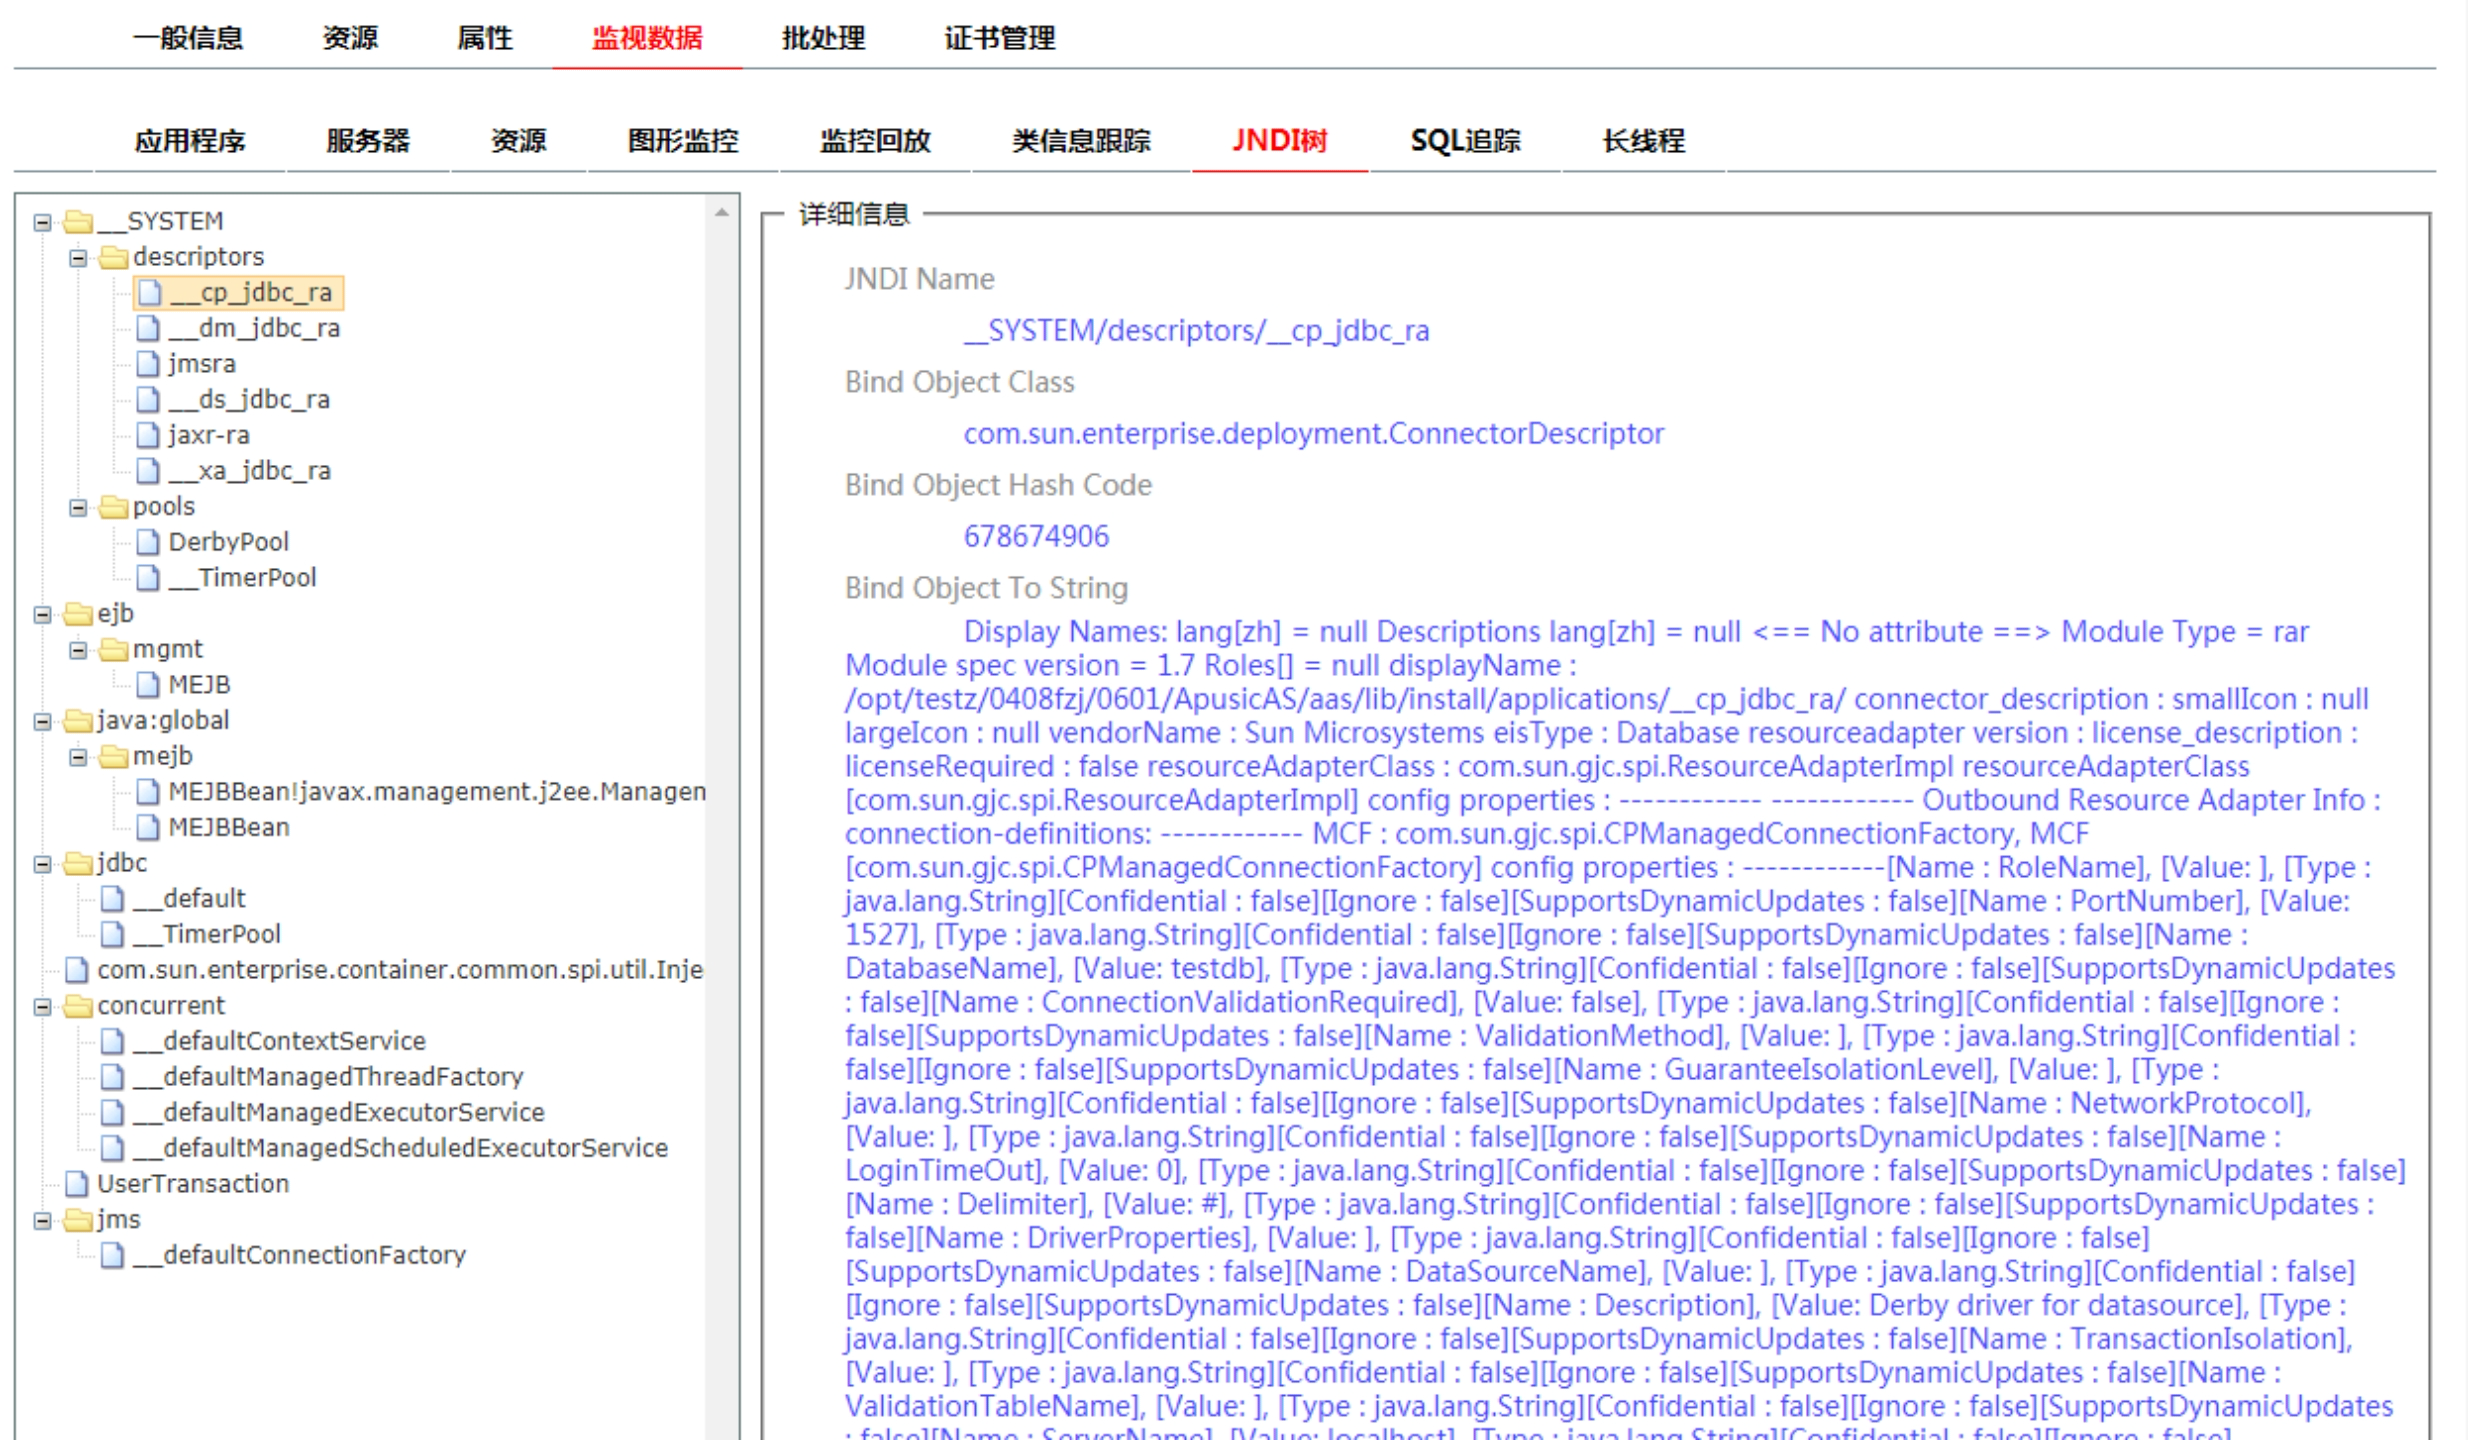 一般信息 资源 属性 监视数据 批处理 证书管理
应用程序 服务器 资源 图形监控 监控回放 类信息跟踪 JNDI树 SQL追踪 长线程
__SYSTEM
descriptors
__cp_jdbc_ra
__dm_jdbc_ra
jmsra
__ds_jdbc_ra
jaxr-ra
__xa_jdbc_ra
pools
DerbyPool
__TimerPool
ejb
mgmt
MEJB
java:global
mejb
MEJBBean!javax.management.j2ee.Managen
MEJBBean
jdbc
__default
__TimerPool
com.sun.enterprise.container.common.spi.util.Inje
concurrent
__defaultContextService
__defaultManagedThreadFactory
__defaultManagedExecutorService
__defaultManagedScheduledExecutorService
UserTransaction
jms
__defaultConnectionFactory
详细信息
JNDI Name
__SYSTEM/descriptors/__cp_jdbc_ra
Bind Object Class
com.sun.enterprise.deployment.ConnectorDescriptor
Bind Object Hash Code
678674906
Bind Object To String
Display Names: lang[zh] = null Descriptions lang[zh] = null <== No attribute ==> Module Type = rar
Module spec version = 1.7 Roles[] = null displayName :
/opt/testz/0408fzj/0601/ApusicAS/aas/lib/install/applications/__cp_jdbc_ra/ connector_description : smallIcon : null
largeIcon : null vendorName : Sun Microsystems eisType : Database resourceadapter version : license_description :
licenseRequired : false resourceAdapterClass : com.sun.gjc.spi.ResourceAdapterImpl resourceAdapterClass
[com.sun.gjc.spi.ResourceAdapterImpl] config properties : ------------ ------------ Outbound Resource Adapter Info :
connection-definitions: ------------ MCF : com.sun.gjc.spi.CPManagedConnectionFactory, MCF
[com.sun.gjc.spi.CPManagedConnectionFactory] config properties : ------------[Name : RoleName], [Value: ], [Type :
java.lang.String][Confidential : false][Ignore : false][SupportsDynamicUpdates : false][Name : PortNumber], [Value:
1527], [Type : java.lang.String][Confidential : false][Ignore : false][SupportsDynamicUpdates : false][Name :
DatabaseName], [Value: testdb], [Type : java.lang.String][Confidential : false][Ignore : false][SupportsDynamicUpdates
: false][Name : ConnectionValidationRequired], [Value: false], [Type : java.lang.String][Confidential : false][Ignore :
false][SupportsDynamicUpdates : false][Name : ValidationMethod], [Value: ], [Type : java.lang.String][Confidential :
false][Ignore : false][SupportsDynamicUpdates : false][Name : GuaranteeIsolationLevel], [Value: ], [Type :
java.lang.String][Confidential : false][Ignore : false][SupportsDynamicUpdates : false][Name : NetworkProtocol],
[Value: ], [Type : java.lang.String][Confidential : false][Ignore : false][SupportsDynamicUpdates : false][Name :
LoginTimeOut], [Value: 0], [Type : java.lang.String][Confidential : false][Ignore : false][SupportsDynamicUpdates : false]
[Name : Delimiter], [Value: #], [Type : java.lang.String][Confidential : false][Ignore : false][SupportsDynamicUpdates :
false][Name : DriverProperties], [Value: ], [Type : java.lang.String][Confidential : false][Ignore : false]
[SupportsDynamicUpdates : false][Name : DataSourceName], [Value: ], [Type : java.lang.String][Confidential : false]
[Ignore : false][SupportsDynamicUpdates : false][Name : Description], [Value: Derby driver for datasource], [Type :
java.lang.String][Confidential : false][Ignore : false][SupportsDynamicUpdates : false][Name : TransactionIsolation],
[Value: ], [Type : java.lang.String][Confidential : false][Ignore : false][SupportsDynamicUpdates : false][Name :
ValidationTableName], [Value: ], [Type : java.lang.String][Confidential : false][Ignore : false][SupportsDynamicUpdates
: false][Name : ServerName], [Value: localhost], [Type : java.lang.String][Confidential : false][Ignore : false]